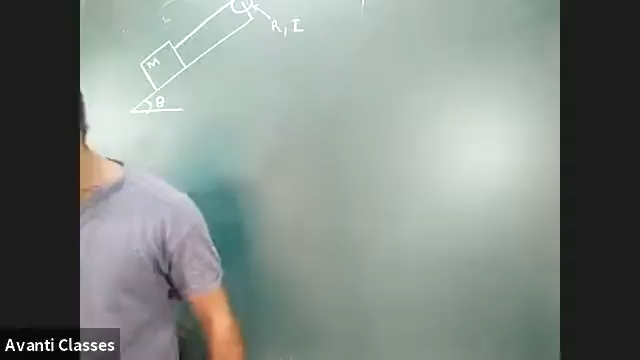 R, I
M
θ
Avanti Classes